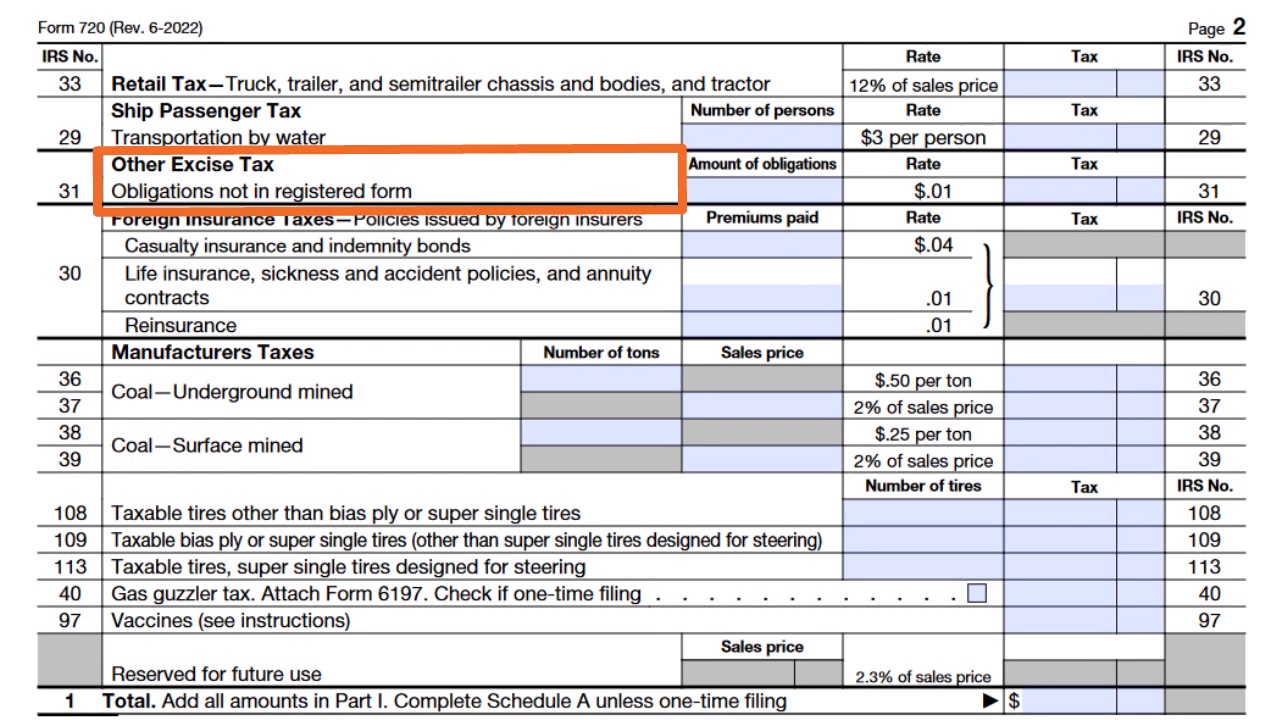 Form 720 (Rev. 6-2022) Page 2
IRS No. Rate Tax IRS No.
33 Retail Tax—Truck, trailer, and semitrailer chassis and bodies, and tractor 12% of sales price 33
Ship Passenger Tax Number of persons Rate Tax
29 Transportation by water $3 per person 29
Other Excise Tax Amount of obligations Rate Tax
31 Obligations not in registered form $.01 31
Foreign Insurance Taxes—Policies issued by foreign insurers Premiums paid Rate Tax IRS No.
Casualty insurance and indemnity bonds $.04
30 Life insurance, sickness and accident policies, and annuity
contracts .01 30
Reinsurance .01
Manufacturers Taxes Number of tons Sales price
36 $.50 per ton 36
Coal—Underground mined
37 2% of sales price 37
38 $.25 per ton 38
Coal—Surface mined
39 2% of sales price 39
Number of tires Tax IRS No.
108 Taxable tires other than bias ply or super single tires 108
109 Taxable bias ply or super single tires (other than super single tires designed for steering) 109
113 Taxable tires, super single tires designed for steering 113
40 Gas guzzler tax. Attach Form 6197. Check if one-time filing . . . . . . . . . . . . . 40
97 Vaccines (see instructions) 97
Sales price
Reserved for future use 2.3% of sales price
1 Total. Add all amounts in Part I. Complete Schedule A unless one-time filing ▶ $